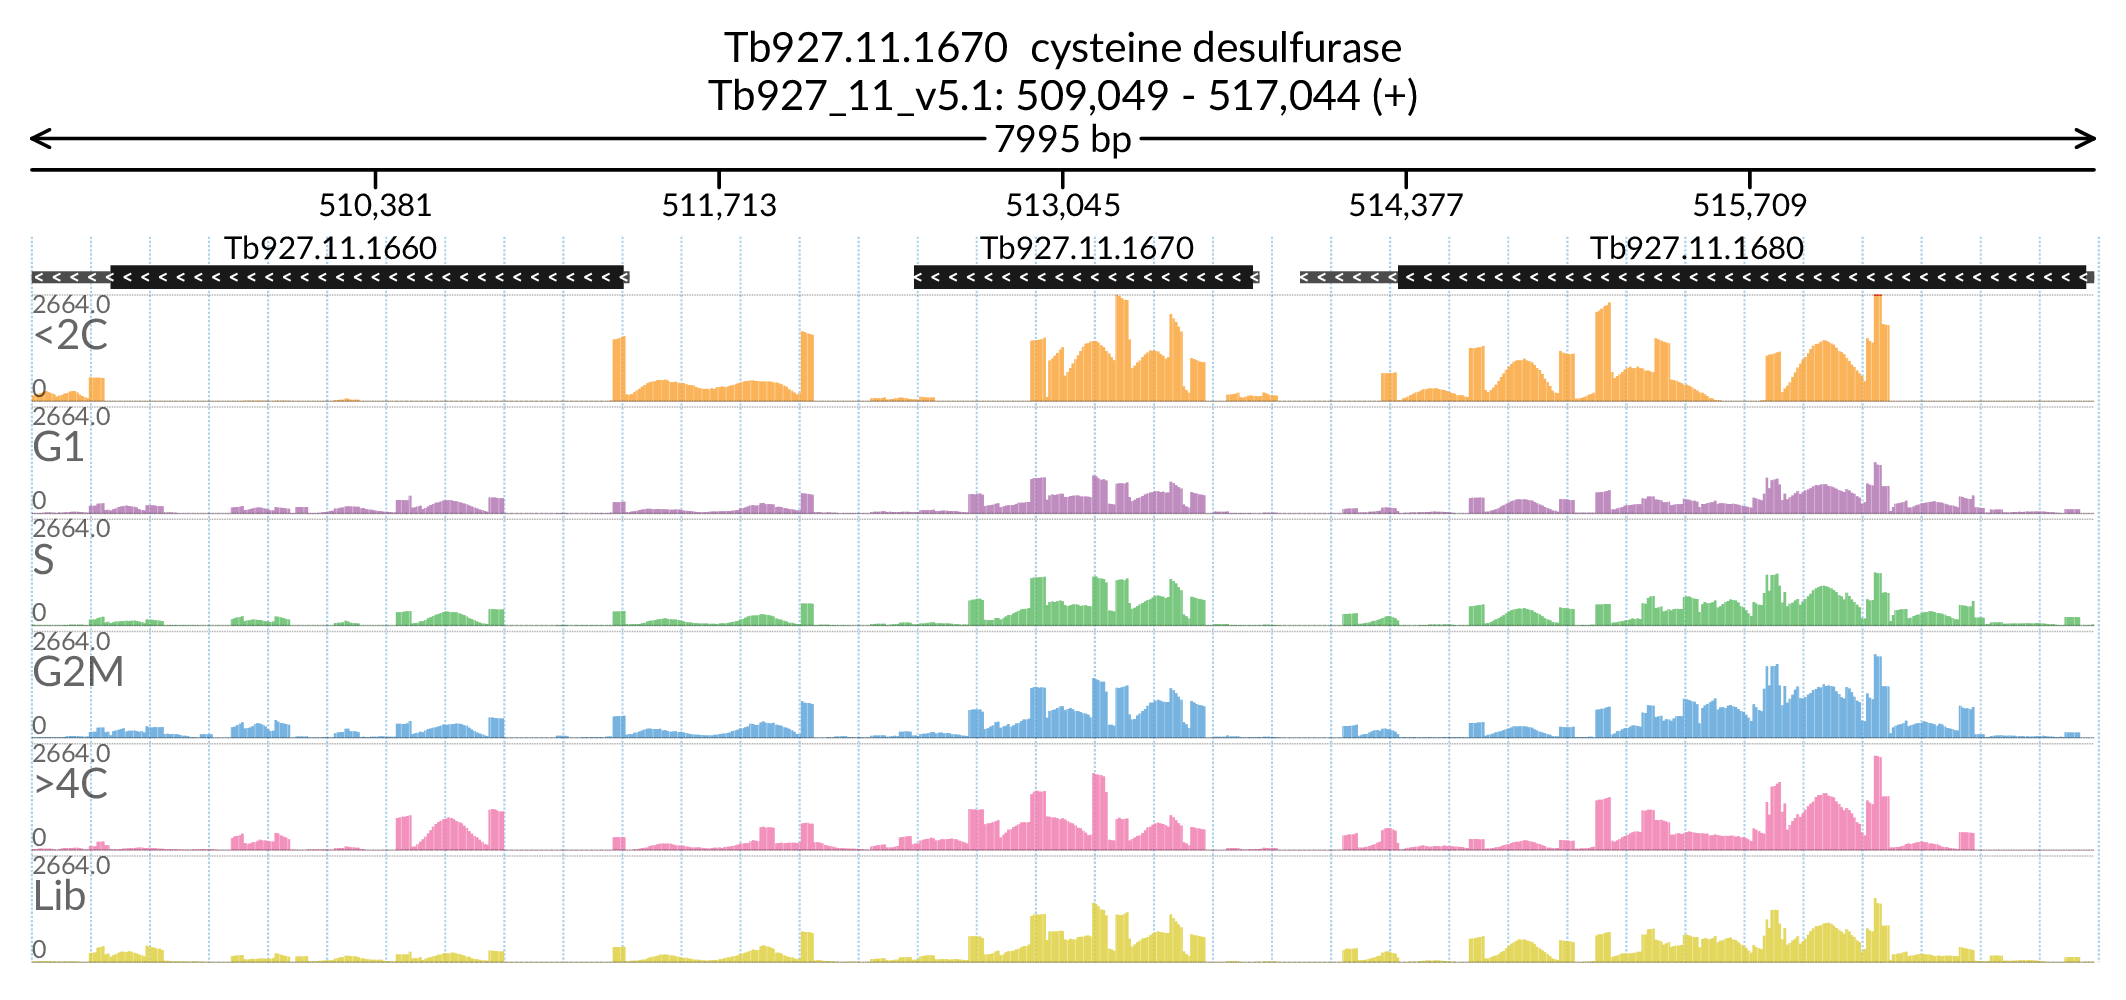 Tb927.11.1670 cysteine desulfurase
Tb927_11_v5.1: 509,049 - 517,044 (+)
7995 bp
510,381 511,713 513,045 514,377 515,709
Tb927.11.1660 Tb927.11.1670 Tb927.11.1680
2664.0
<2C
0
2664.0
G1
0
2664.0
S
0
2664.0
G2M
0
2664.0
>4C
0
2664.0
Lib
0